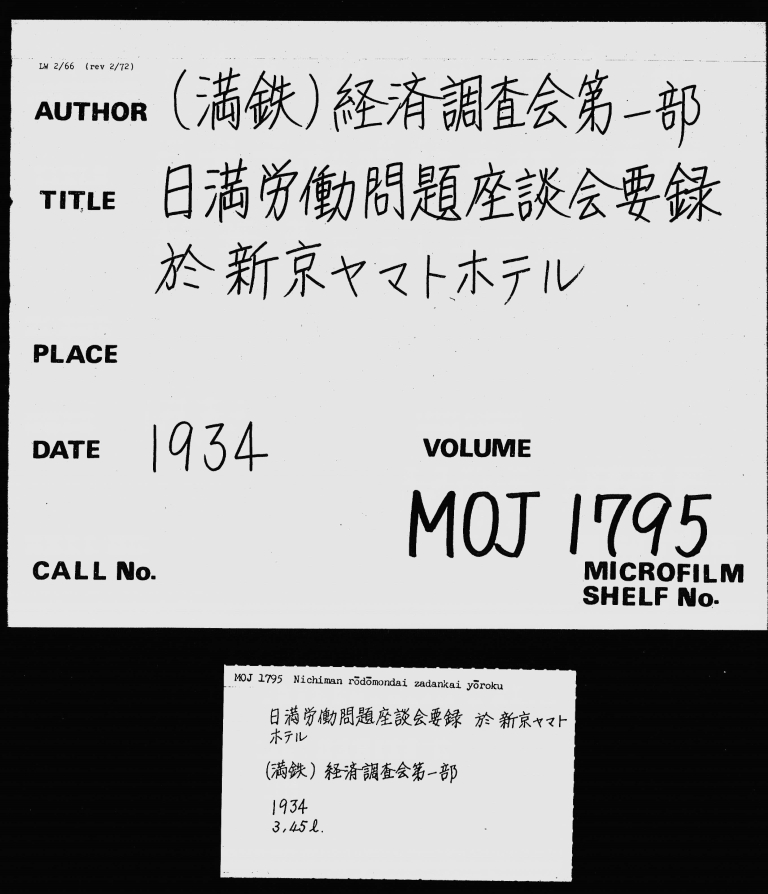 LW 2/66 (rev 2/72)
AUTHOR (満鉄)経済調査会第一部
TITLE 日満労働問題座談会要録
於新京ヤマトホテル
PLACE
DATE 1934 VOLUME
MOJ 1795
CALL No. MICROFILM
SHELF No.
MOJ 1795 Nichiman rōdōmondai zadankai yōroku
日満労働問題座談会要録 於 新京ヤマト
ホテル
(満鉄) 経済調査会第一部
1934
3,45ℓ.